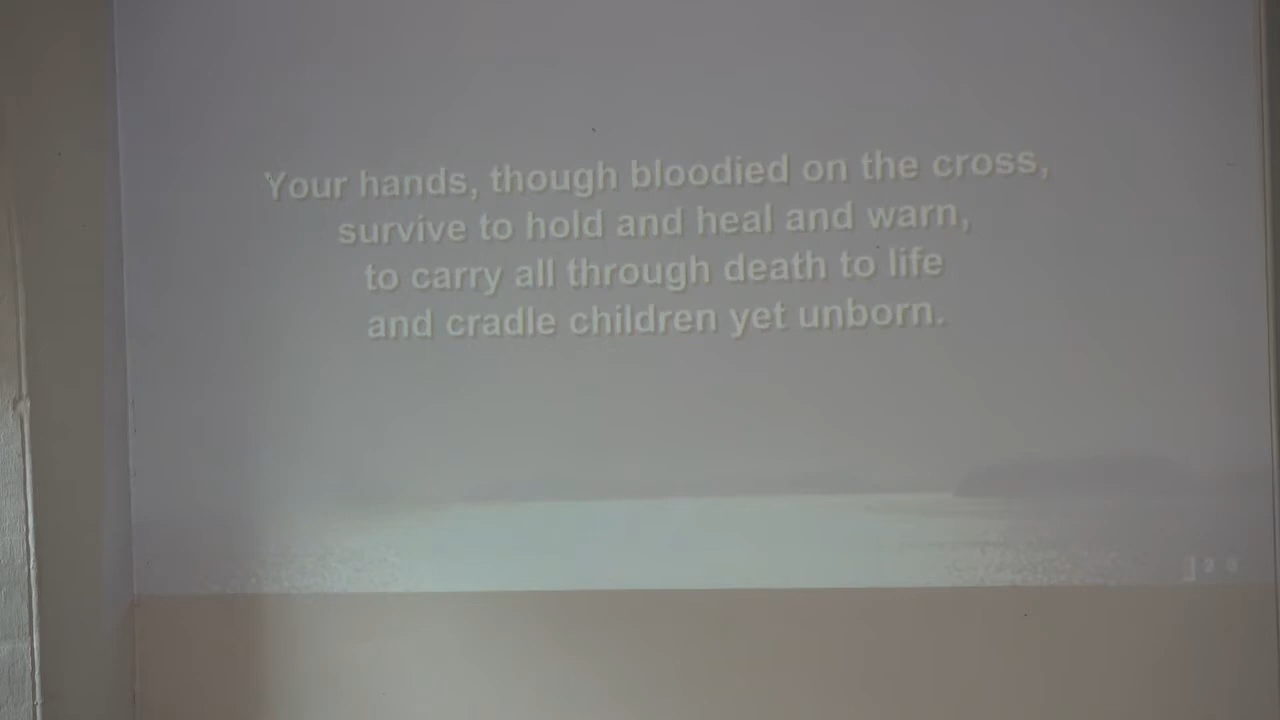 Your hands, though bloodied on the cross,
survive to hold and heal and warn,
to carry all through death to life
and cradle children yet unborn.